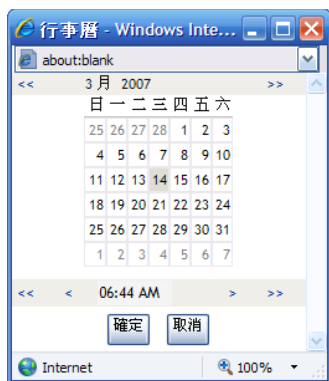 行事曆 - Windows Inte...
about:blank
<< 3 月 2007 >>
日 一 二 三 四 五 六
25 26 27 28 1 2 3
4 5 6 7 8 9 10
11 12 13 14 15 16 17
18 19 20 21 22 23 24
25 26 27 28 29 30 31
1 2 3 4 5 6 7
<< < 06:44 AM > >>
確定 取消
Internet 100%